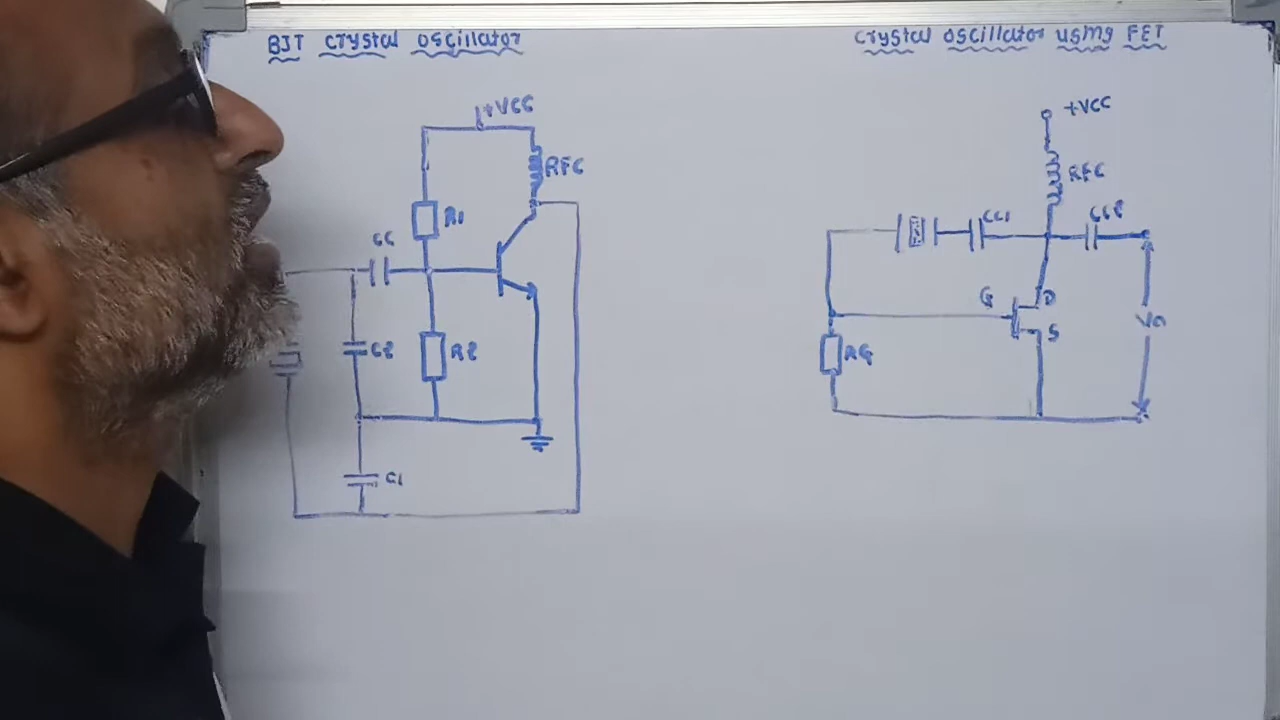 BJT Crystal Oscillator
+VCC
RFC
R1
CC
C2
R2
C1
Crystal Oscillator using FET
+VCC
RFC
CC1
CC2
G
D
S
RG
Vo